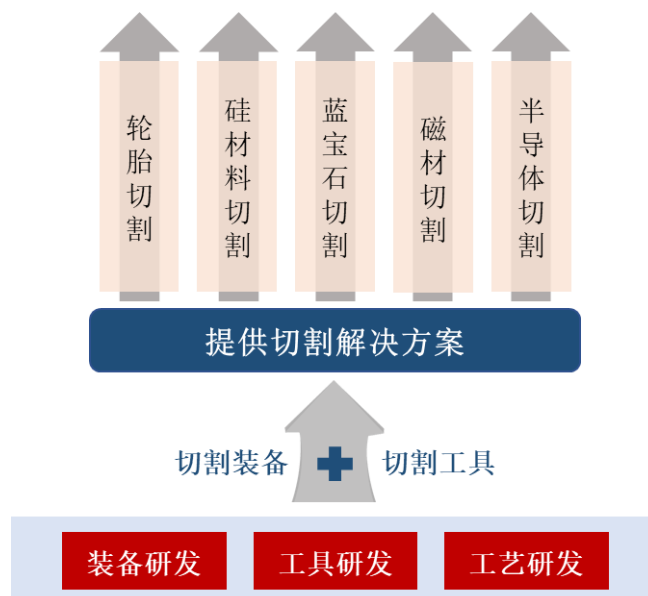 轮胎切割
硅材料切割
蓝宝石切割
磁材切割
半导体切割
提供切割解决方案
切割装备
切割工具
装备研发
工具研发
工艺研发